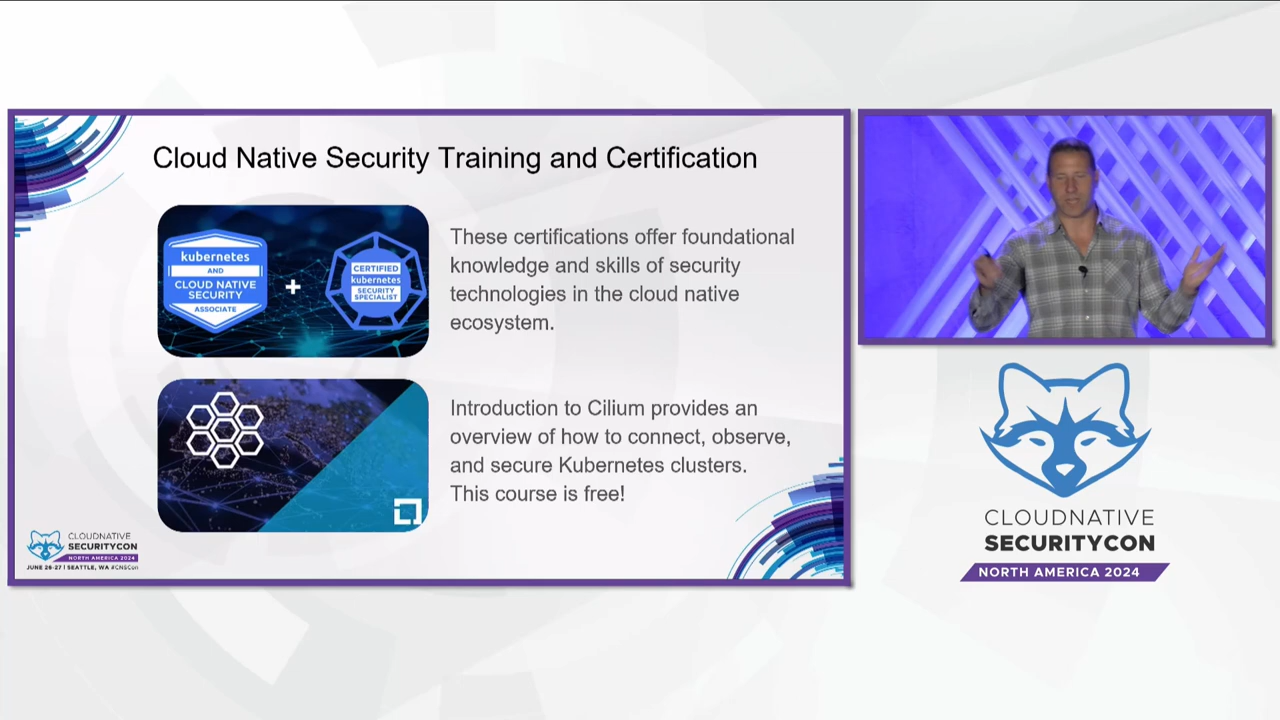 Cloud Native Security Training and Certification
kubernetes
AND
CLOUD NATIVE
SECURITY
ASSOCIATE
+
CERTIFIED
kubernetes
SECURITY
SPECIALIST
These certifications offer foundational
knowledge and skills of security
technologies in the cloud native
ecosystem.
Introduction to Cilium provides an
overview of how to connect, observe,
and secure Kubernetes clusters.
This course is free!
CLOUDNATIVE
SECURITYCON
NORTH AMERICA 2024
JUNE 26-27 | SEATTLE, WA #CNSCon
CLOUDNATIVE
SECURITYCON
NORTH AMERICA 2024